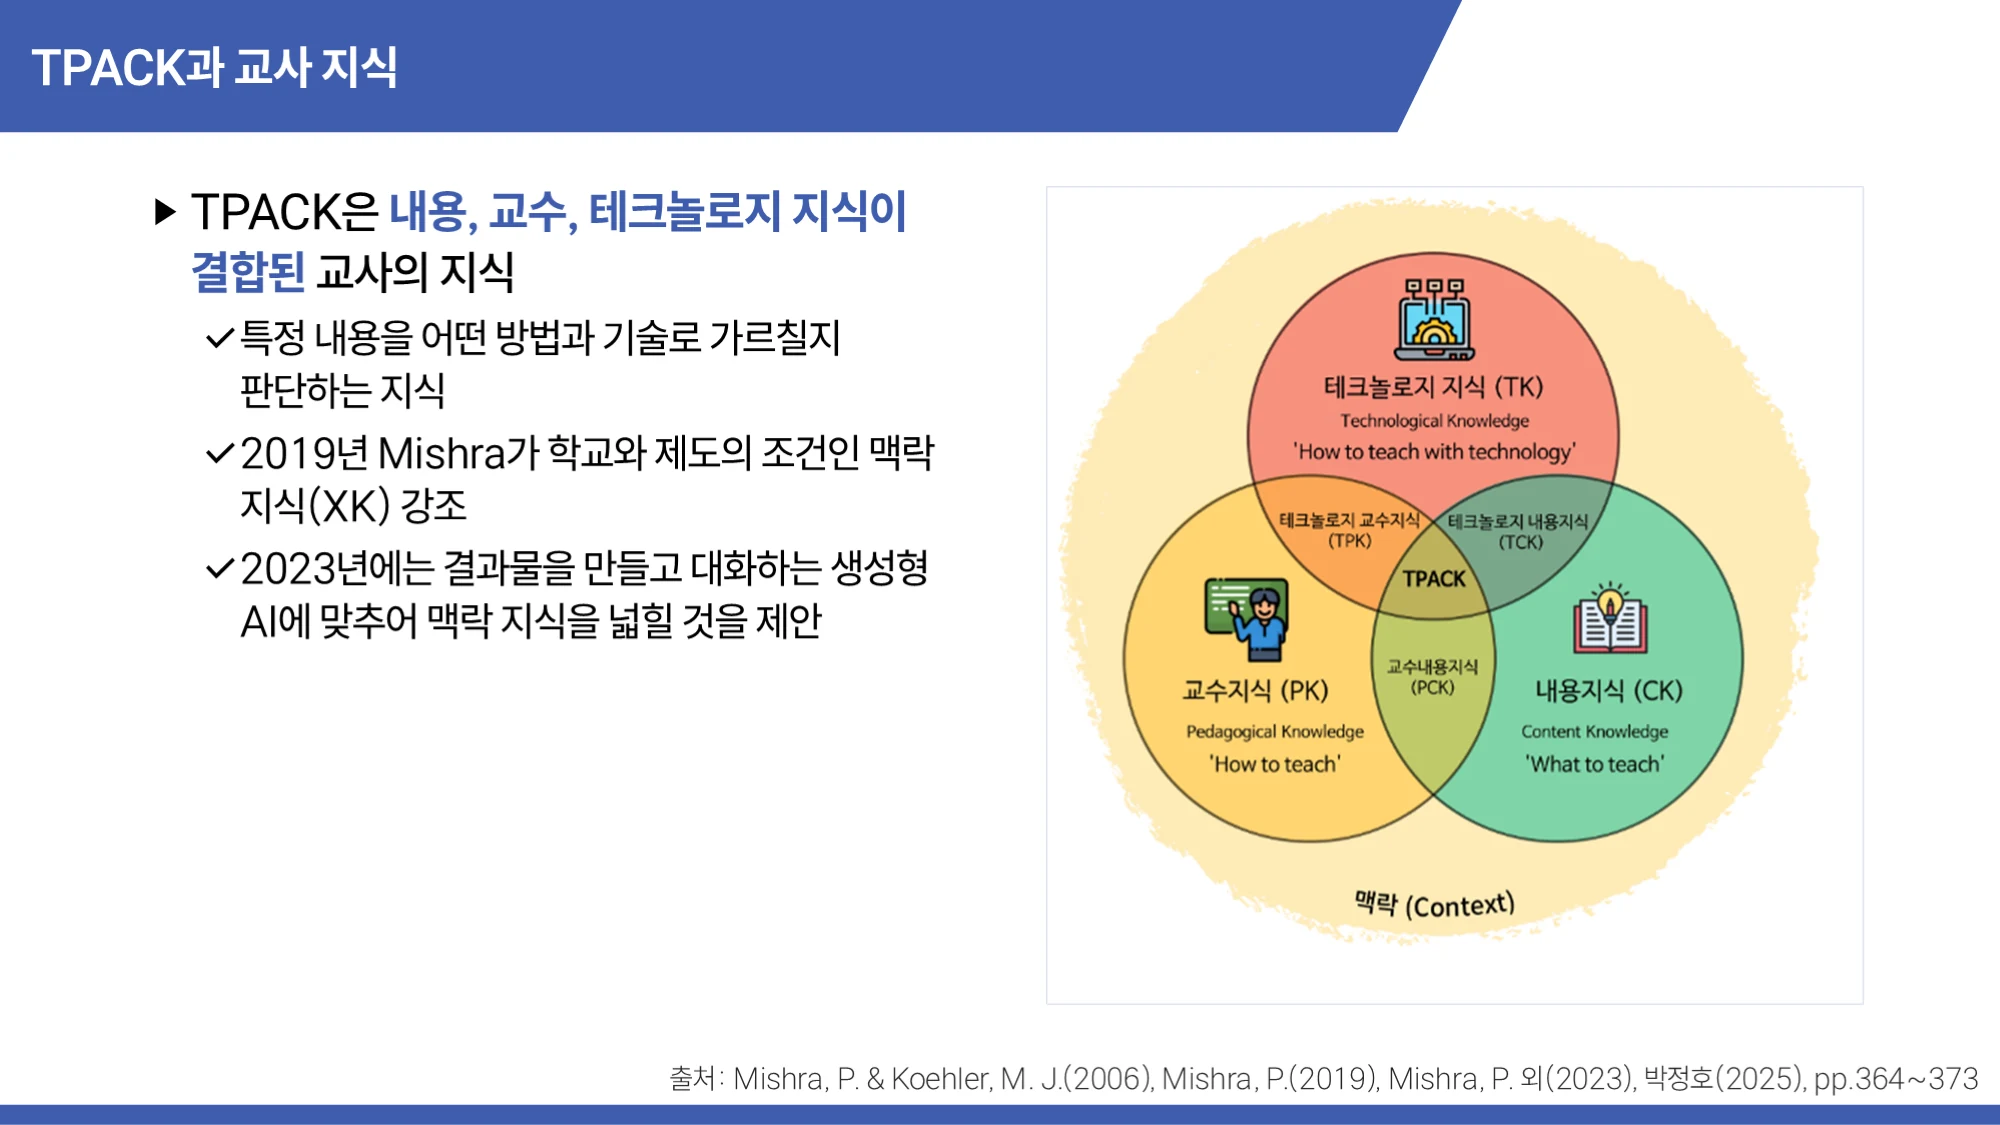 TPACK과 교사 지식
▶ TPACK은 내용, 교수, 테크놀로지 지식이
결합된 교사의 지식
✓특정 내용을 어떤 방법과 기술로 가르칠지
판단하는 지식
✓2019년 Mishra가 학교와 제도의 조건인 맥락
지식(XK) 강조
✓2023년에는 결과물을 만들고 대화하는 생성형
AI에 맞추어 맥락 지식을 넓힐 것을 제안
테크놀로지 지식 (TK)
Technological Knowledge
'How to teach with technology'
테크놀로지 교수지식
(TPK)
테크놀로지 내용지식
(TCK)
TPACK
교수내용지식
(PCK)
교수지식 (PK)
Pedagogical Knowledge
'How to teach'
내용지식 (CK)
Content Knowledge
'What to teach'
맥락 (Context)
출처: Mishra, P. & Koehler, M. J.(2006), Mishra, P.(2019), Mishra, P. 외(2023), 박정호(2025), pp.364~373